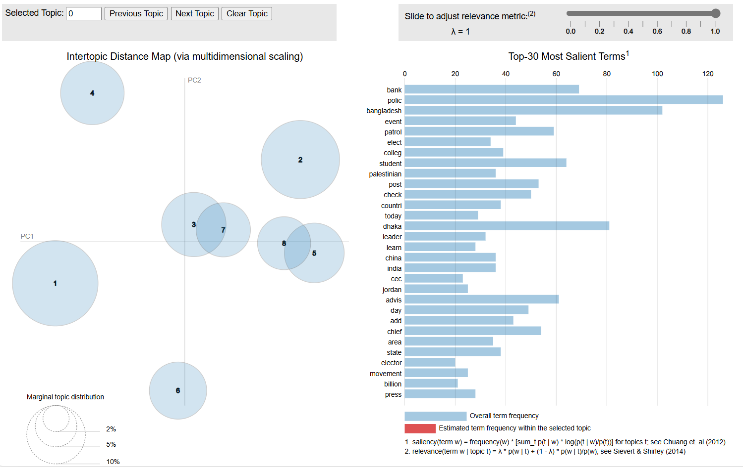 Selected Topic: 0 Previous Topic Next Topic Clear Topic
Slide to adjust relevance metric:(2)
λ = 1
0.0 0.2 0.4 0.6 0.8 1.0
Intertopic Distance Map (via multidimensional scaling)
PC2
PC1
4
2
3
7
8
5
1
6
Marginal topic distribution
2%
5%
10%
Top-30 Most Salient Terms1
0 20 40 60 80 100 120
bank
polic
bangladesh
event
patrol
elect
colleg
student
palestinian
post
check
countri
today
dhaka
leader
learn
china
india
cec
jordan
advis
day
add
chief
area
state
elector
movement
billion
press
Overall term frequency
Estimated term frequency within the selected topic
1. saliency(term w) = frequency(w) * [sum_t p(t | w) * log(p(t | w)/p(t))] for topics t; see Chuang et. al (2012)
2. relevance(term w | topic t) = λ * p(w | t) + (1 - λ) * p(w | t)/p(w); see Sievert & Shirley (2014)